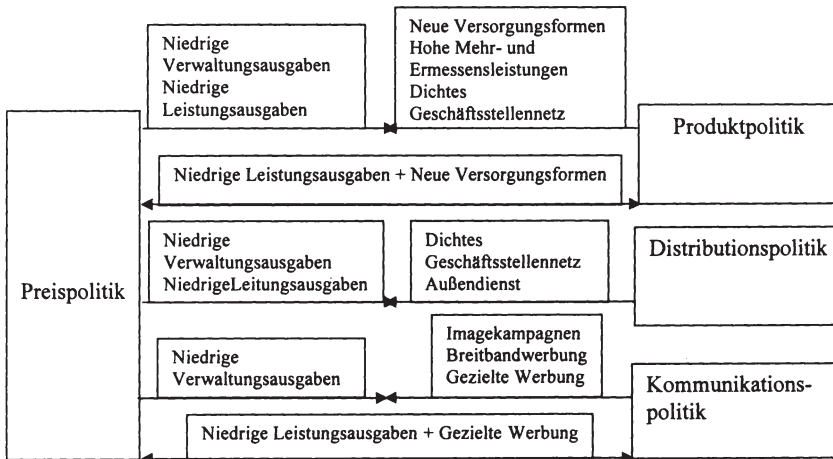 Niedrige
Verwaltungsausgaben
Niedrige
Leistungsausgaben
Neue Versorgungsformen
Hohe Mehr- und
Ermessensleistungen
Dichtes
Geschäftsstellennetz
Produktpolitik
Niedrige Leistungsausgaben + Neue Versorgungsformen
Preispolitik
Niedrige
Verwaltungsausgaben
NiedrigeLeitungsausgaben
Dichtes
Geschäftsstellennetz
Außendienst
Distributionspolitik
Niedrige
Verwaltungsausgaben
Imagekampagnen
Breitbandwerbung
Gezielte Werbung
Kommunikations-
politik
Niedrige Leistungsausgaben + Gezielte Werbung